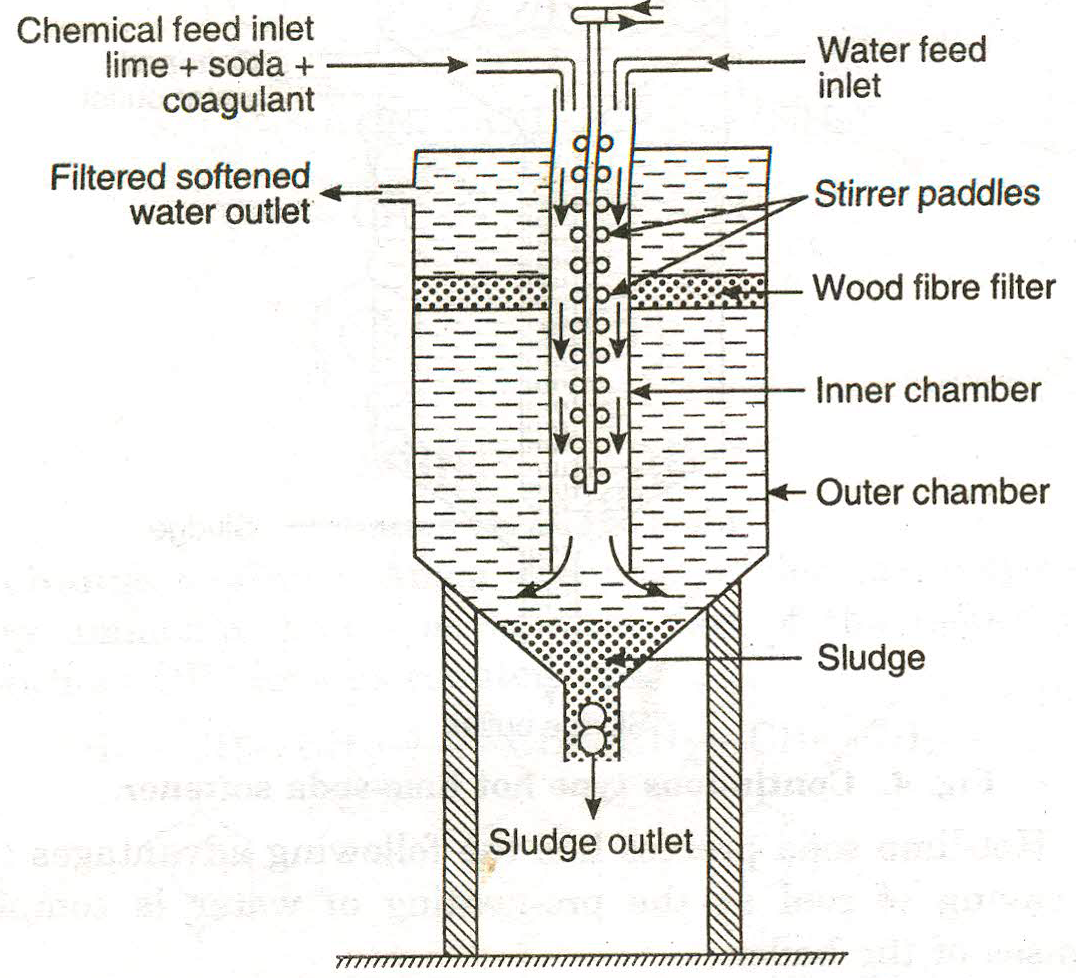 Chemical feed inlet
lime + soda +
coagulant
Water feed
inlet
Filtered softened
water outlet
Stirrer paddles
Wood fibre filter
Inner chamber
Outer chamber
Sludge
Sludge outlet